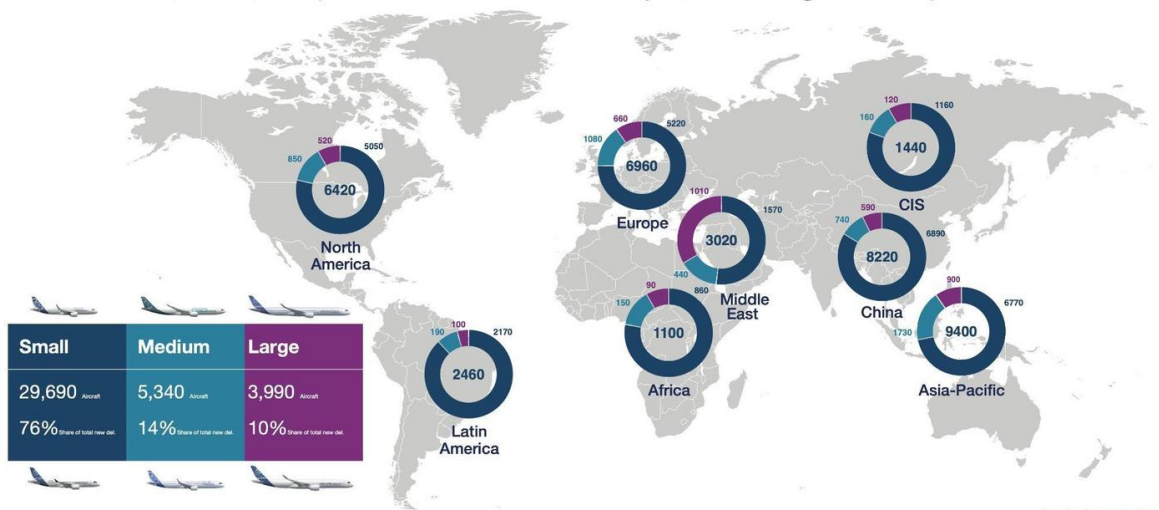 520
850
5050
6420
North
America
660
1080
5220
6960
Europe
120
160
1160
1440
CIS
1010
1570
3020
440
Middle
East
590
740
6890
8220
China
90
150
860
1100
Africa
900
6770
1730
9400
Asia-Pacific
100
190
2170
2460
Latin
America
Small Medium Large
29,690 Aircraft 5,340 Aircraft 3,990 Aircraft
76% Share of total new del. 14% Share of total new del. 10% Share of total new del.